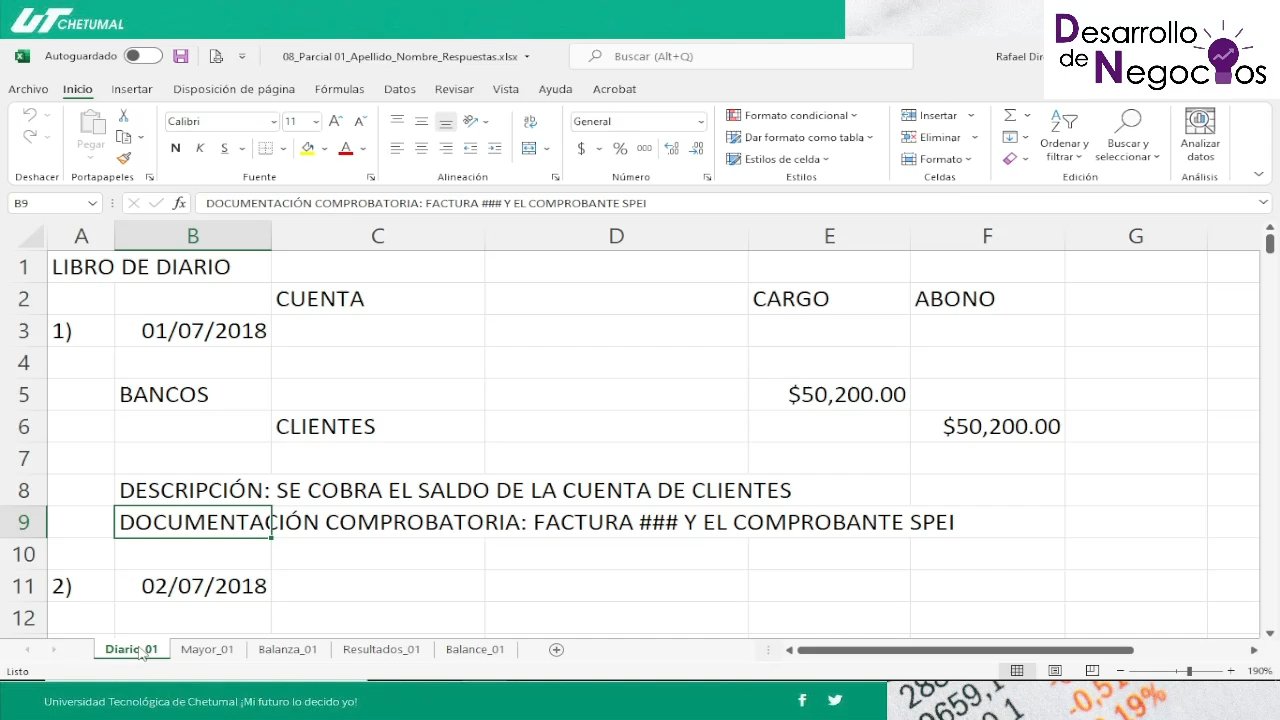 UT CHETUMAL
Desarrollo
de Negocios
Autoguardado
08_Parcial 01_Apellido_Nombre_Respuestas.xlsx
Buscar (Alt+Q)
Rafael Dir
Archivo Inicio Insertar Disposición de página Fórmulas Datos Revisar Vista Ayuda Acrobat
Pegar
Calibri 11
N K S
General
$ % 000
Formato condicional
Dar formato como tabla
Estilos de celda
Insertar
Eliminar
Formato
Ordenar y filtrar
Buscar y seleccionar
Analizar datos
Deshacer Portapapeles Fuente Alineación Número Estilos Celdas Edición Análisis
B9 fx DOCUMENTACIÓN COMPROBATORIA: FACTURA ### Y EL COMPROBANTE SPEI
A B C D E F G
1 LIBRO DE DIARIO
2 CUENTA CARGO ABONO
3 1) 01/07/2018
4
5 BANCOS $50,200.00
6 CLIENTES $50,200.00
7
8 DESCRIPCIÓN: SE COBRA EL SALDO DE LA CUENTA DE CLIENTES
9 DOCUMENTACIÓN COMPROBATORIA: FACTURA ### Y EL COMPROBANTE SPEI
10
11 2) 02/07/2018
12
Diario_01 Mayor_01 Balanza_01 Resultados_01 Balance_01
Listo
190%
Universidad Tecnológica de Chetumal ¡Mi futuro lo decido yo!